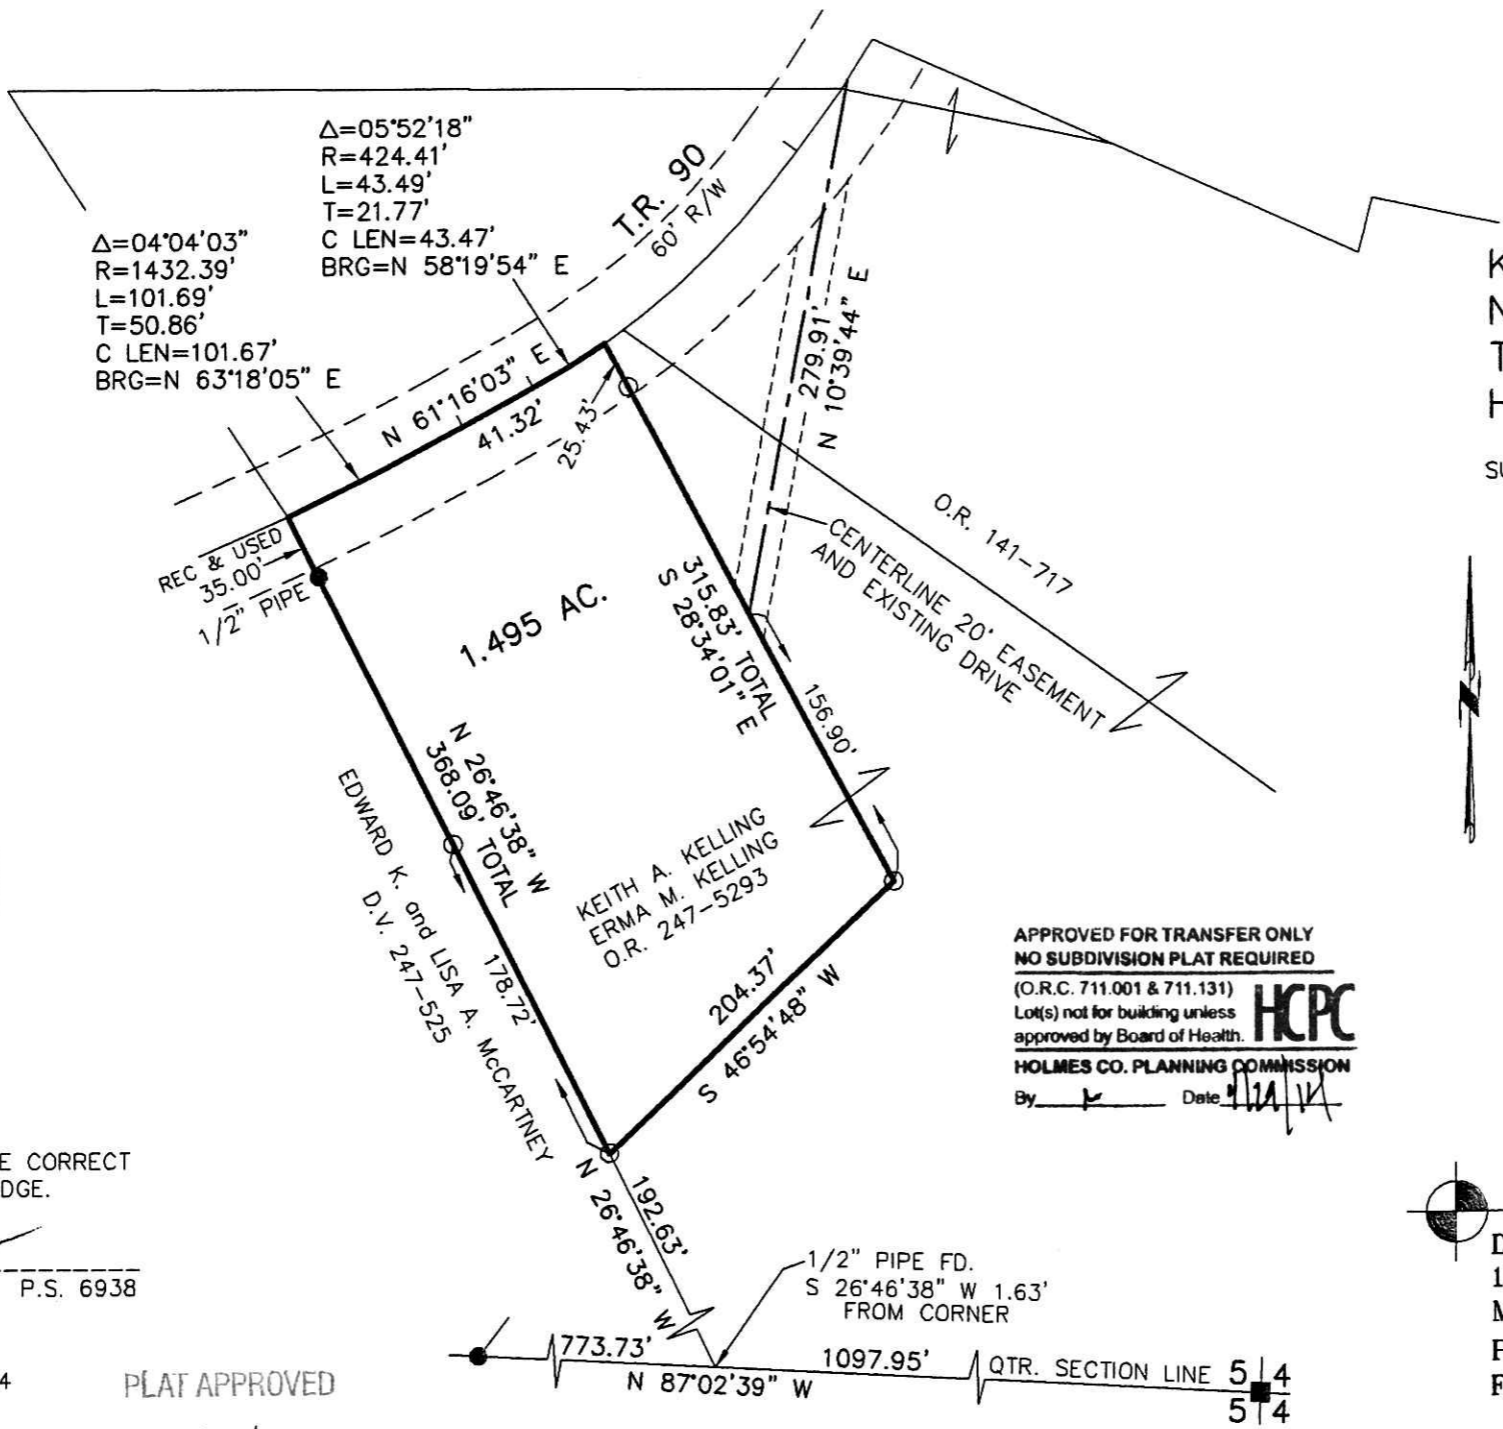 Δ=05°52'18"
R=424.41'
L=43.49'
T=21.77'
C LEN=43.47'
BRG=N 58°19'54" E
Δ=04°04'03"
R=1432.39'
L=101.69'
T=50.86'
C LEN=101.67'
BRG=N 63°18'05" E
T.R. 90
60' R/W
N 61°16'03" E
41.32'
25.43'
279.91'
N 10°39'44" E
REC & USED
35.00'
1/2" PIPE
1.495 AC.
315.83' TOTAL
S 28°34'01" E
156.90'
CENTERLINE 20' EASEMENT
AND EXISTING DRIVE
O.R. 141-717
N 26°46'38" W
368.09' TOTAL
EDWARD K. and LISA A. McCARTNEY
D.V. 247-525
178.72'
KEITH A. KELLING
ERMA M. KELLING
O.R. 247-5293
204.37'
S 46°54'48" W
APPROVED FOR TRANSFER ONLY
NO SUBDIVISION PLAT REQUIRED
(O.R.C. 711.001 & 711.131)
Lot(s) not for building unless
approved by Board of Health.
HCPC
HOLMES CO. PLANNING COMMISSION
By Date
192.63'
N 26°46'38" W
1/2" PIPE FD.
S 26°46'38" W 1.63'
FROM CORNER
773.73'
1097.95'
N 87°02'39" W
QTR. SECTION LINE
5 4
5 4
E CORRECT
DGE.
P.S. 6938
4
PLAT APPROVED
K
N
T
H
SU
D
1
M
P
F